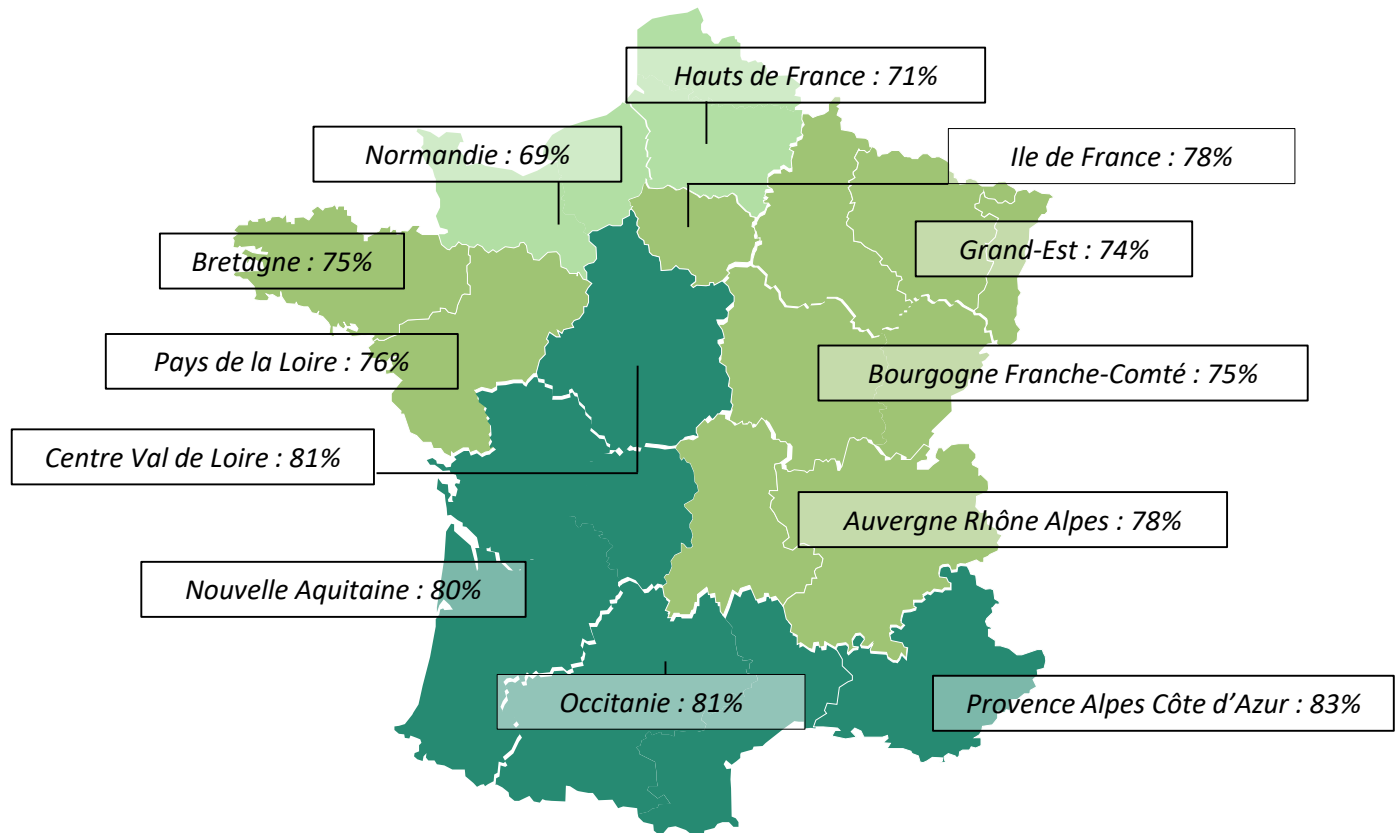 Hauts de France : 71%
Normandie : 69%
Ile de France : 78%
Bretagne : 75%
Grand-Est : 74%
Pays de la Loire : 76%
Bourgogne Franche-Comté : 75%
Centre Val de Loire : 81%
Auvergne Rhône Alpes : 78%
Nouvelle Aquitaine : 80%
Occitanie : 81%
Provence Alpes Côte d’Azur : 83%